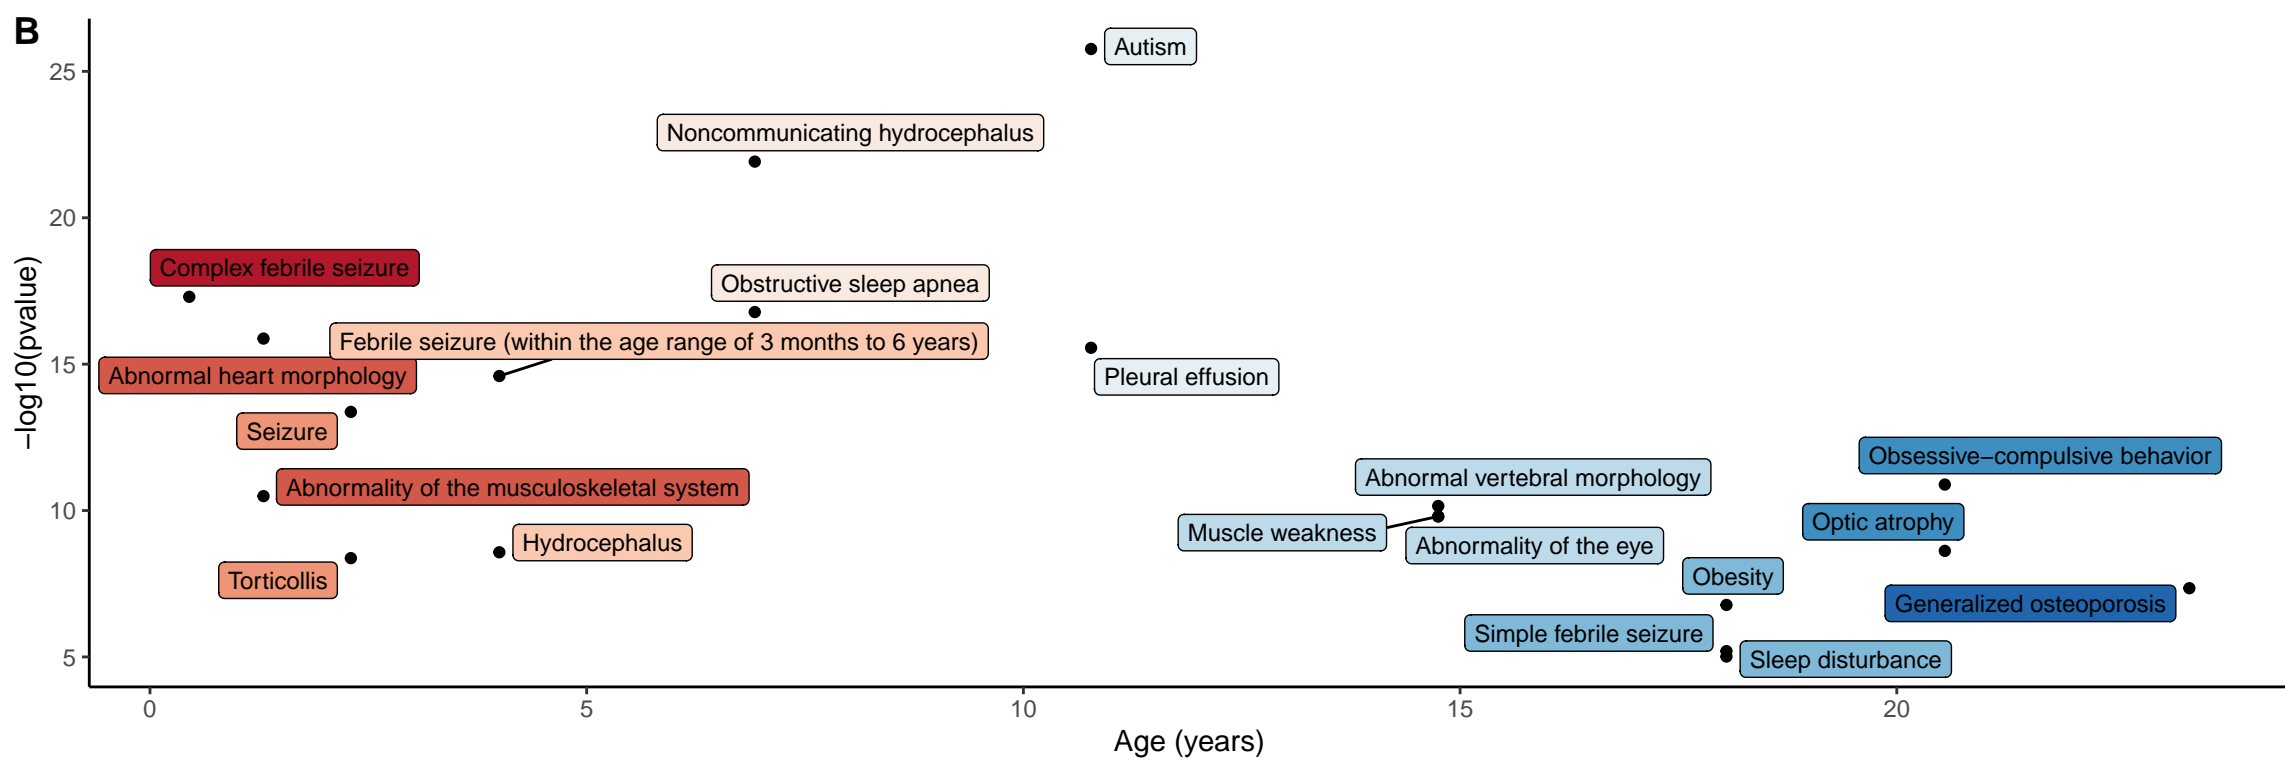 B
Autism
25
Noncommunicating hydrocephalus
20
Complex febrile seizure
Obstructive sleep apnea
Febrile seizure (within the age range of 3 months to 6 years)
15
Abnormal heart morphology
Pleural effusion
Seizure
Obsessive−compulsive behavior
Abnormal vertebral morphology
Abnormality of the musculoskeletal system
10
Optic atrophy
Muscle weakness
Hydrocephalus
Abnormality of the eye
Torticollis
Obesity
Generalized osteoporosis
Simple febrile seizure
5
Sleep disturbance
−log10(pvalue)
0 5 10 15 20
Age (years)